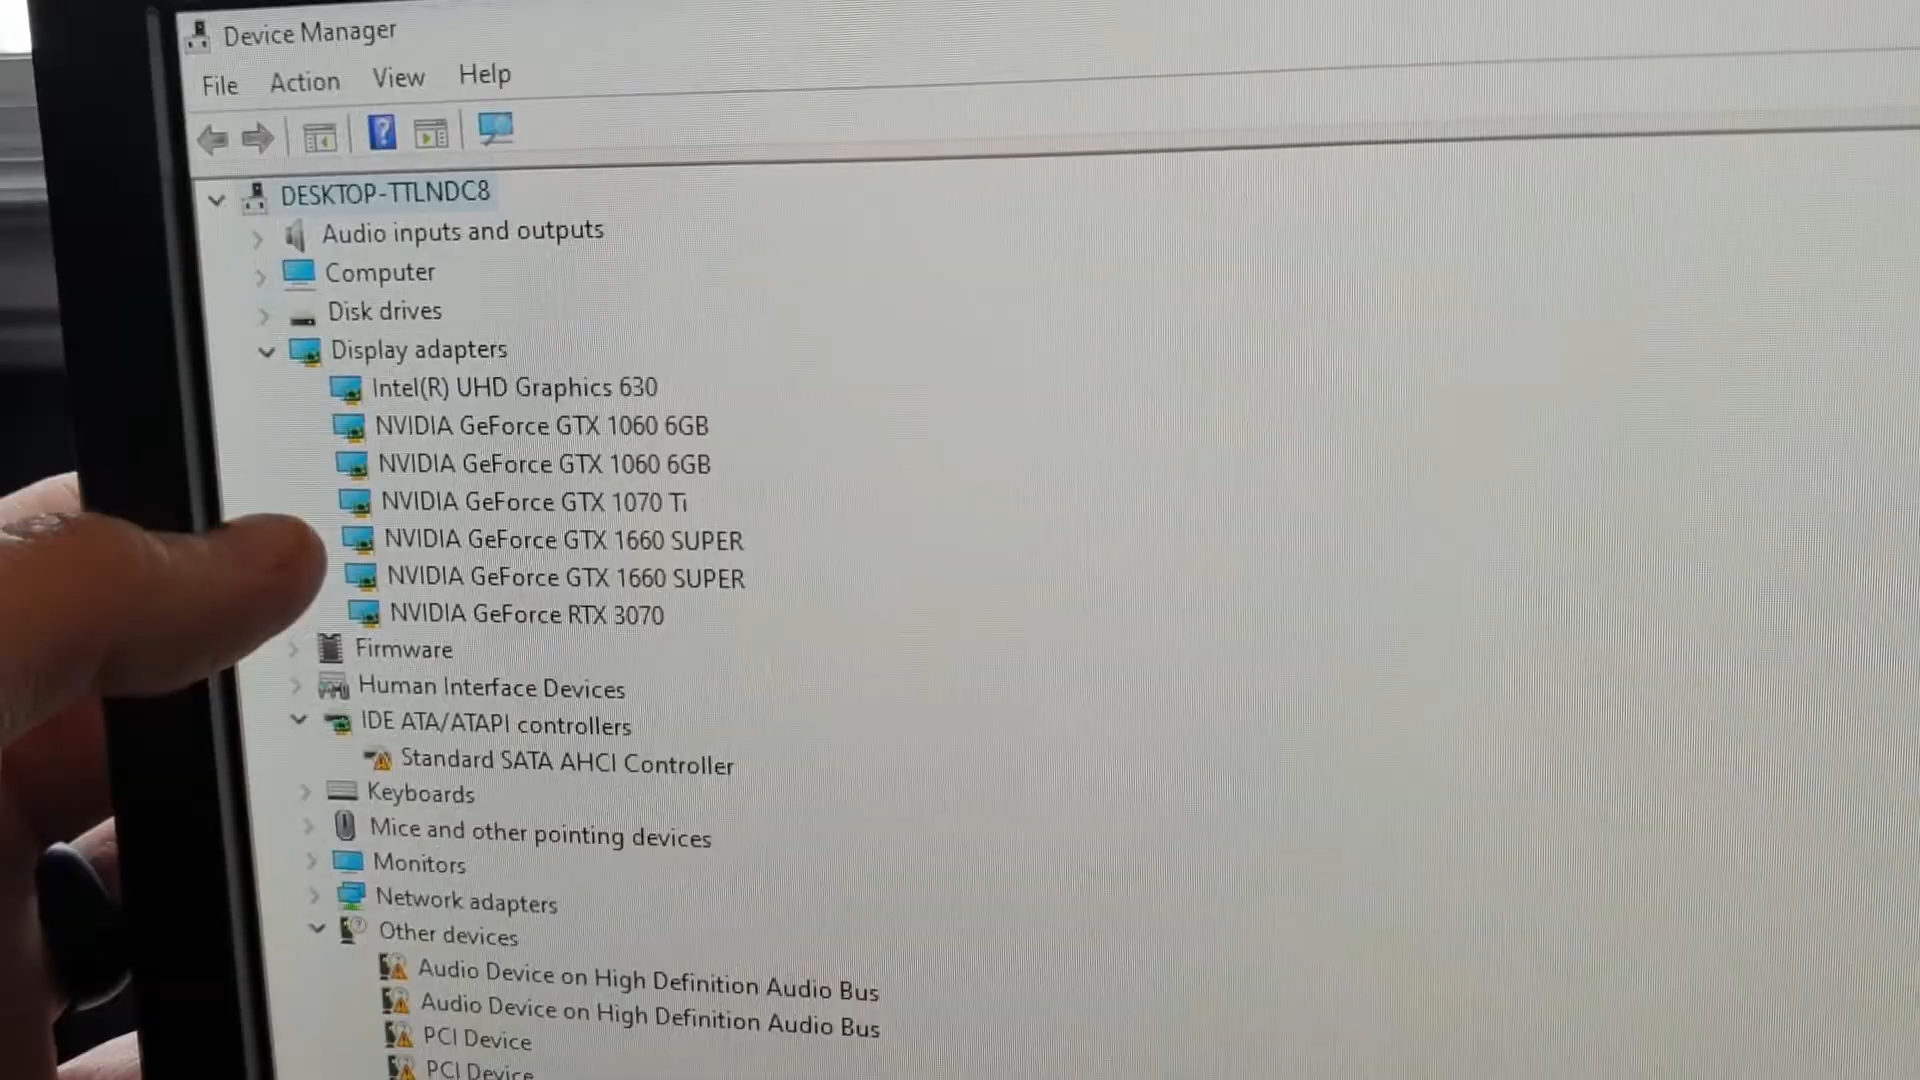 Device Manager
File Action View Help
DESKTOP-TTLNDC8
Audio inputs and outputs
Computer
Disk drives
Display adapters
Intel(R) UHD Graphics 630
NVIDIA GeForce GTX 1060 6GB
NVIDIA GeForce GTX 1060 6GB
NVIDIA GeForce GTX 1070 Ti
NVIDIA GeForce GTX 1660 SUPER
NVIDIA GeForce GTX 1660 SUPER
NVIDIA GeForce RTX 3070
Firmware
Human Interface Devices
IDE ATA/ATAPI controllers
Standard SATA AHCI Controller
Keyboards
Mice and other pointing devices
Monitors
Network adapters
Other devices
Audio Device on High Definition Audio Bus
Audio Device on High Definition Audio Bus
PCI Device
PCI Device